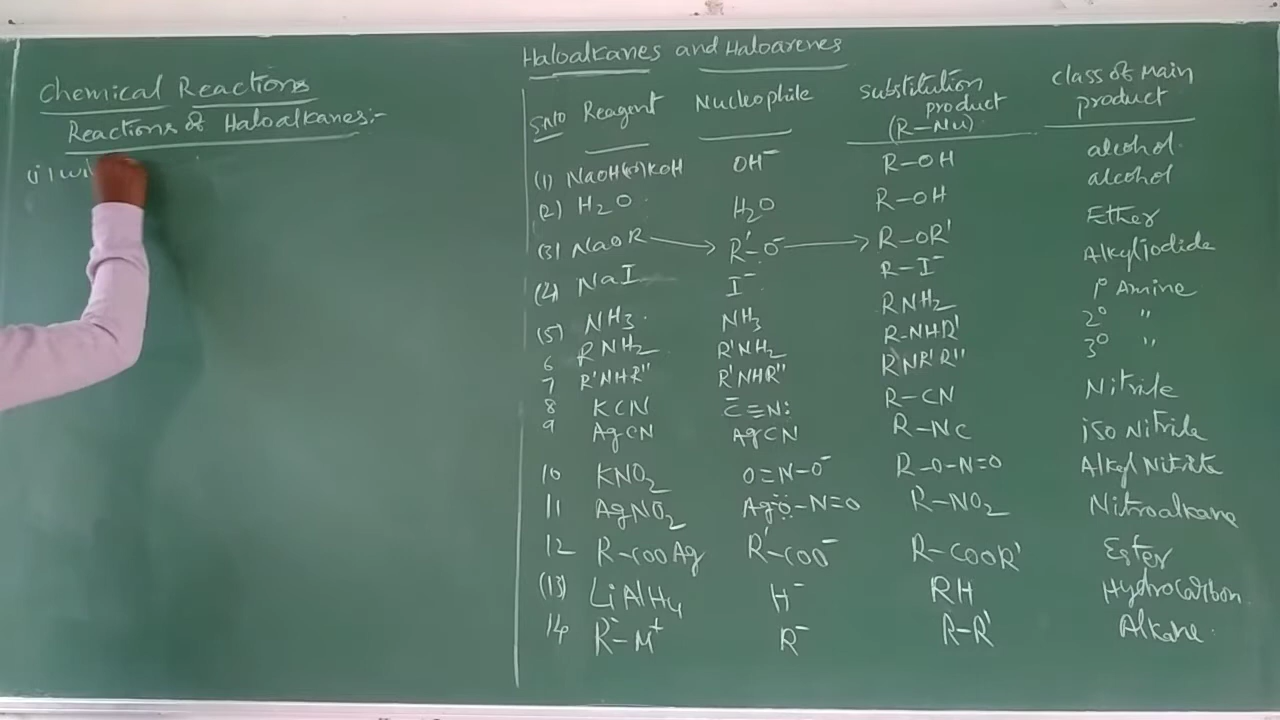 Chemical Reactions
Reactions of Haloalkanes:-
(i) wi
Haloalkanes and Haloarenes
SNO Reagent Nucleophile Substitution product (R-Nu) Class of Main product
(1) NaOH(or)KOH OH⁻ R-OH alcohol.
(2) H₂O. H₂O R-OH alcohol
(3) NaOR → R'-O⁻ → R-OR' Ether
(4) NaI I⁻ R-I⁻ Alkyliodide
(5) NH₃. NH₃ RNH₂ 1° Amine
6 RNH₂ R'NH₂ R-NHR' 2° "
7 R'NHR'' R'NHR'' RNR'R'' 3° "
8 KCN C̄≡N: R-CN Nitrile
9 AgCN AgCN R-NC iso Nitrile
10 KNO₂ O=N-O⁻ R-O-N=O Alkyl Nitrite
11 AgNO₂ AgÖ-N=O R-NO₂ Nitroalkane
12 R-COOAg R'-COO⁻ R-COOR' Ester
(13) LiAlH₄ H⁻ RH Hydrocarbon
14 R⁻-M⁺ R⁻ R-R' Alkane.